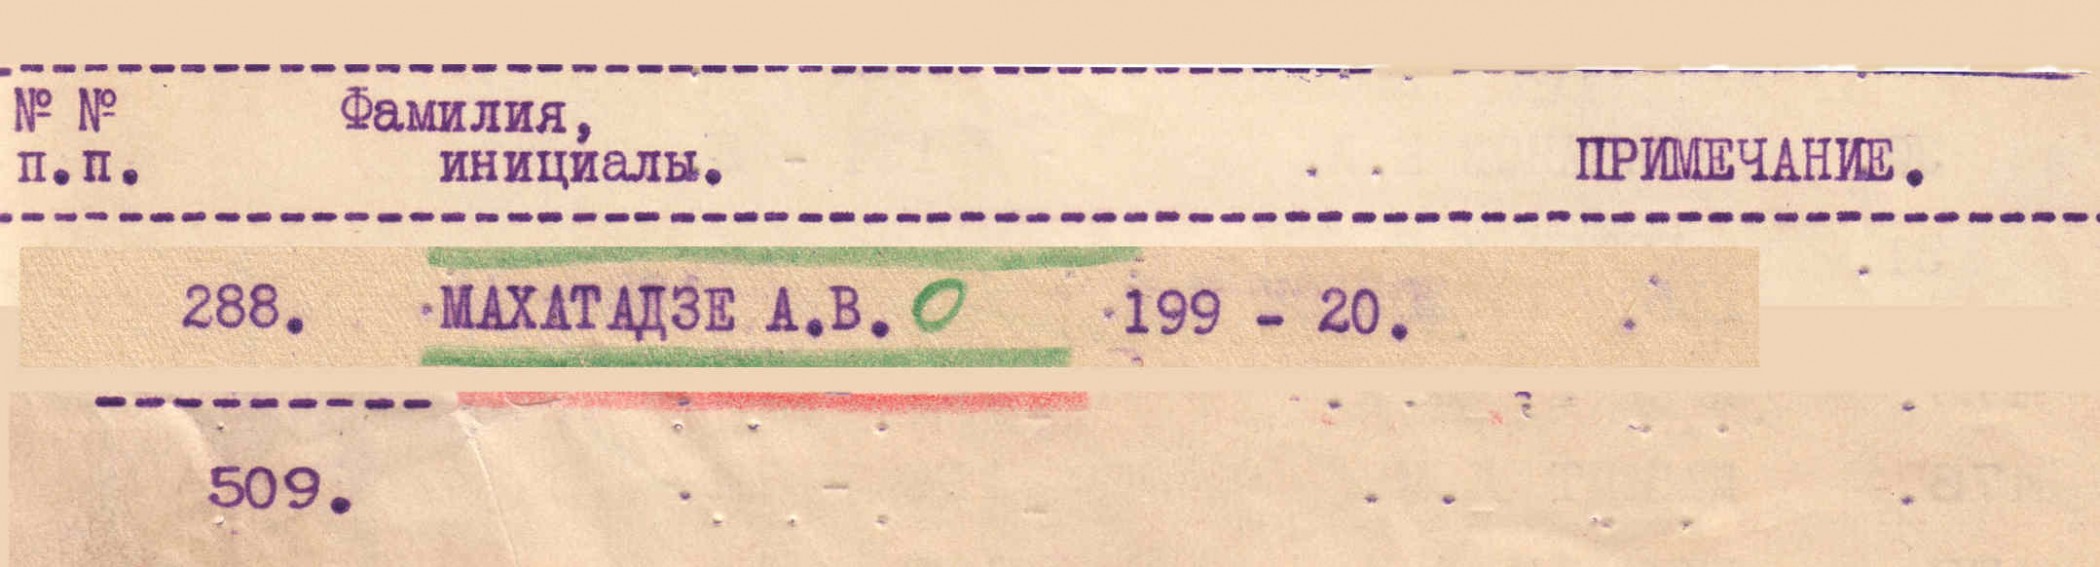 № № Фамилия,
п.п. инициалы. ПРИМЕЧАНИЕ.
288. МАХАТАДЗЕ А.В. 199 - 20.
509.